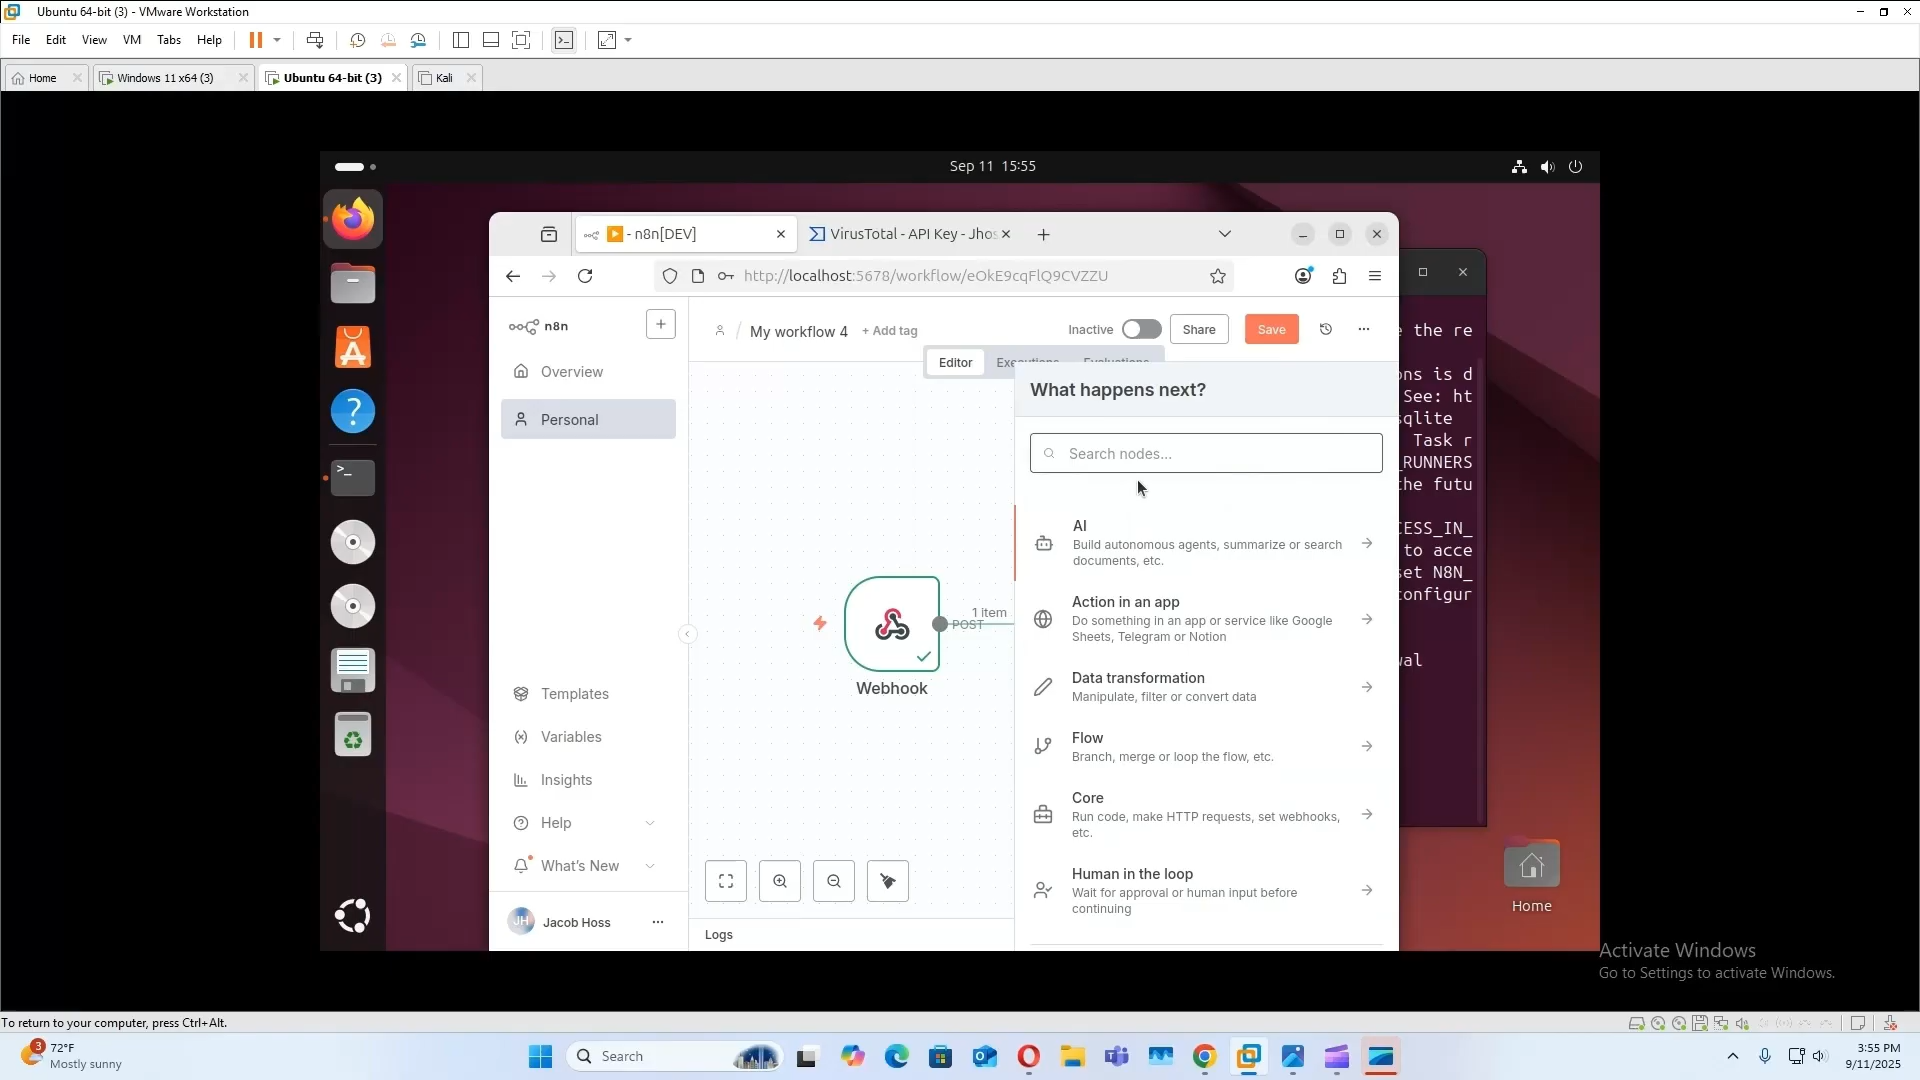 Ubuntu 64-bit (3) - VMware Workstation
File Edit View VM Tabs Help
Home
Windows 11 x64 (3)
Ubuntu 64-bit (3)
Kali
Sep 11 15:55
- n8n[DEV]
VirusTotal - API Key - Jhos
http://localhost:5678/workflow/eOkE9cqFlQ9CVZZU
n8n
My workflow 4
+ Add tag
Inactive
Share
Save
Editor
Executions
Evaluations
Overview
Personal
What happens next?
Search nodes...
AI
Build autonomous agents, summarize or search
documents, etc.
Action in an app
Do something in an app or service like Google
Sheets, Telegram or Notion
Data transformation
Manipulate, filter or convert data
Flow
Branch, merge or loop the flow, etc.
Core
Run code, make HTTP requests, set webhooks,
etc.
Human in the loop
Wait for approval or human input before
continuing
1 item
POST
Webhook
Templates
Variables
Insights
Help
What's New
JH
Jacob Hoss
Logs
e the re
ons is d
See: ht
sqlite
Task r
_RUNNERS
the futu
CESS_IN_
to acce
set N8N_
configur
wal
Home
Activate Windows
Go to Settings to activate Windows.
To return to your computer, press Ctrl+Alt.
3
72°F
Mostly sunny
Search
3:55 PM
9/11/2025